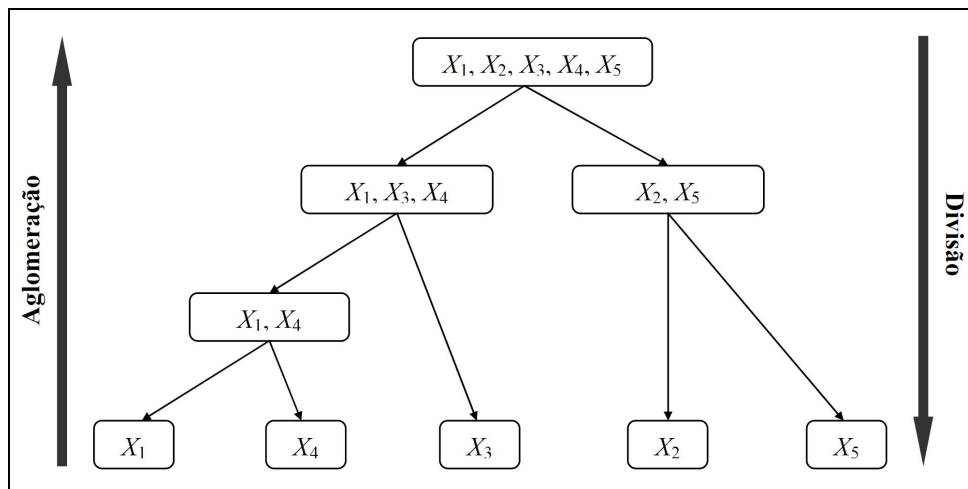 X₁, X₂, X₃, X₄, X₅
X₁, X₃, X₄
X₂, X₅
X₁, X₄
X₁
X₄
X₃
X₂
X₅
Aglomeração
Divisão